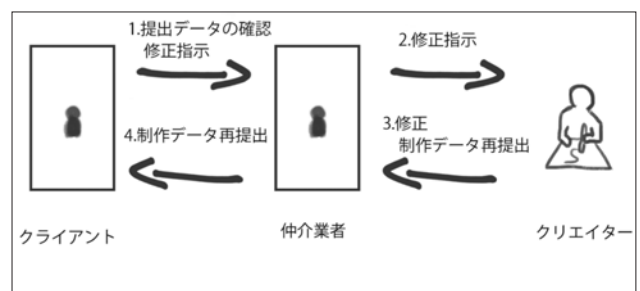 1.提出データの確認
修正指示
2.修正指示
3.修正
制作データ再提出
4.制作データ再提出
クライアント
仲介業者
クリエイター